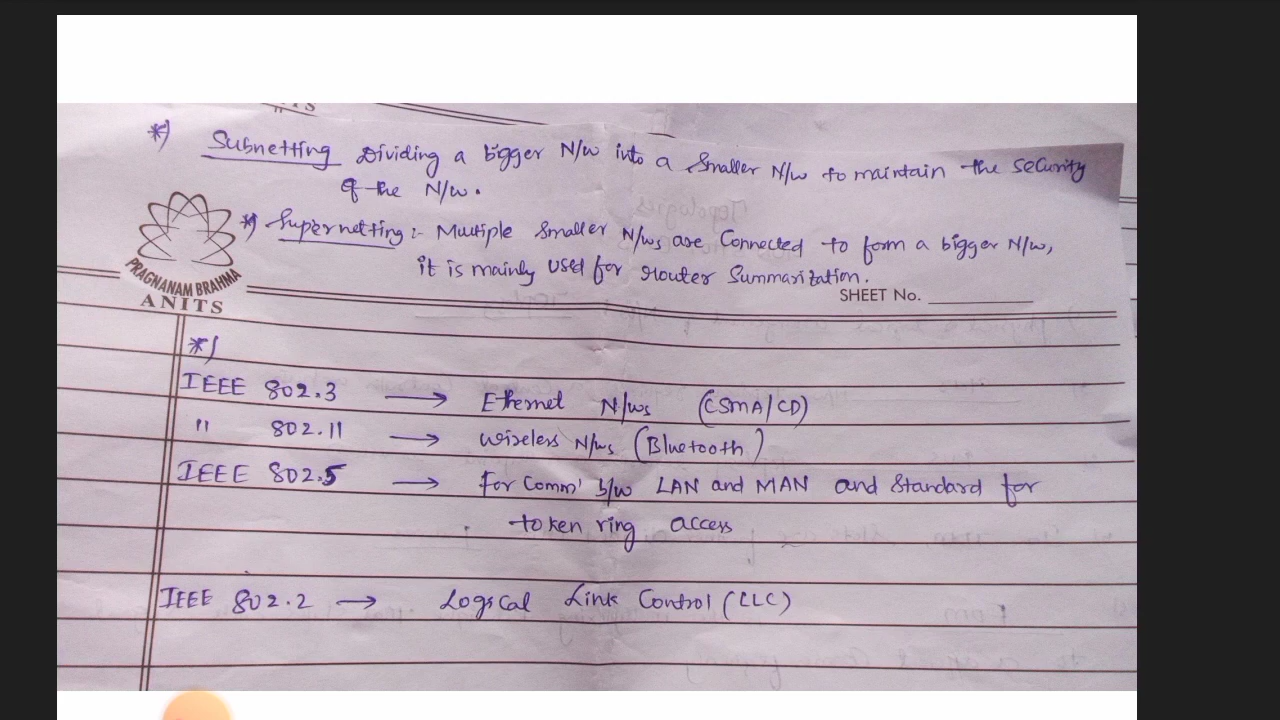 *) Subnetting Dividing a bigger N/w into a smaller N/w to maintain the security
of the N/w.
*) Supernetting :- Multiple smaller N/ws are connected to form a bigger N/w,
it is mainly used for router summarization.
PRAGNANAM BRAHMA
ANITS
SHEET No.
*)
IEEE 802.3 → Ethernet N/ws (CSMA/CD)
" 802.11 → wireless N/ws (Bluetooth)
IEEE 802.5 → for Comm' b/w LAN and MAN and standard for
token ring access
IEEE 802.2 → Logical Link Control (LLC)